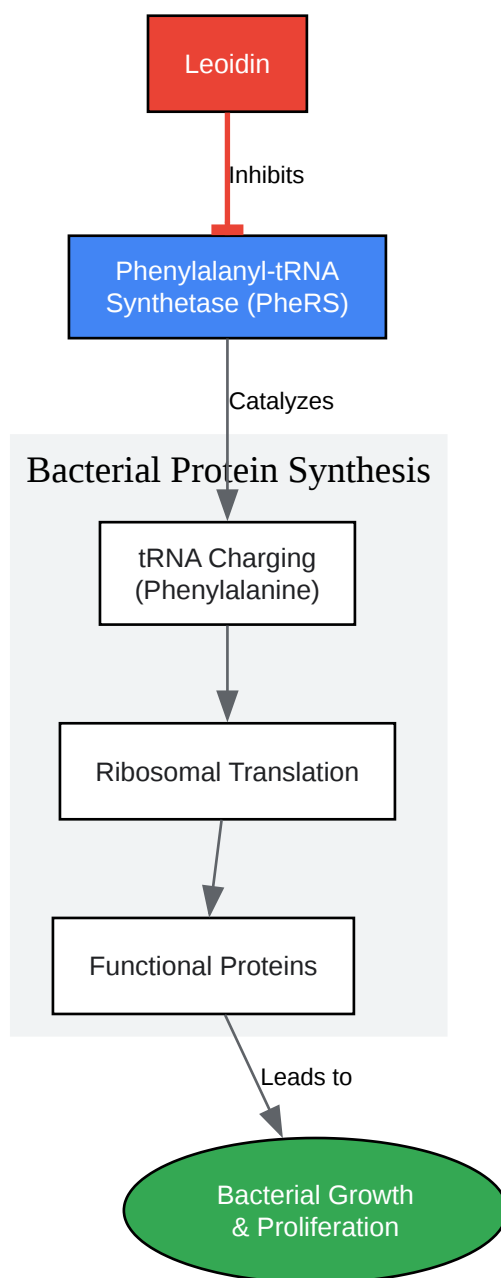 Leoidin
Inhibits
Phenylalanyl-tRNA
Synthetase (PheRS)
Catalyzes
Bacterial Protein Synthesis
tRNA Charging
(Phenylalanine)
Ribosomal Translation
Functional Proteins
Leads to
Bacterial Growth
& Proliferation